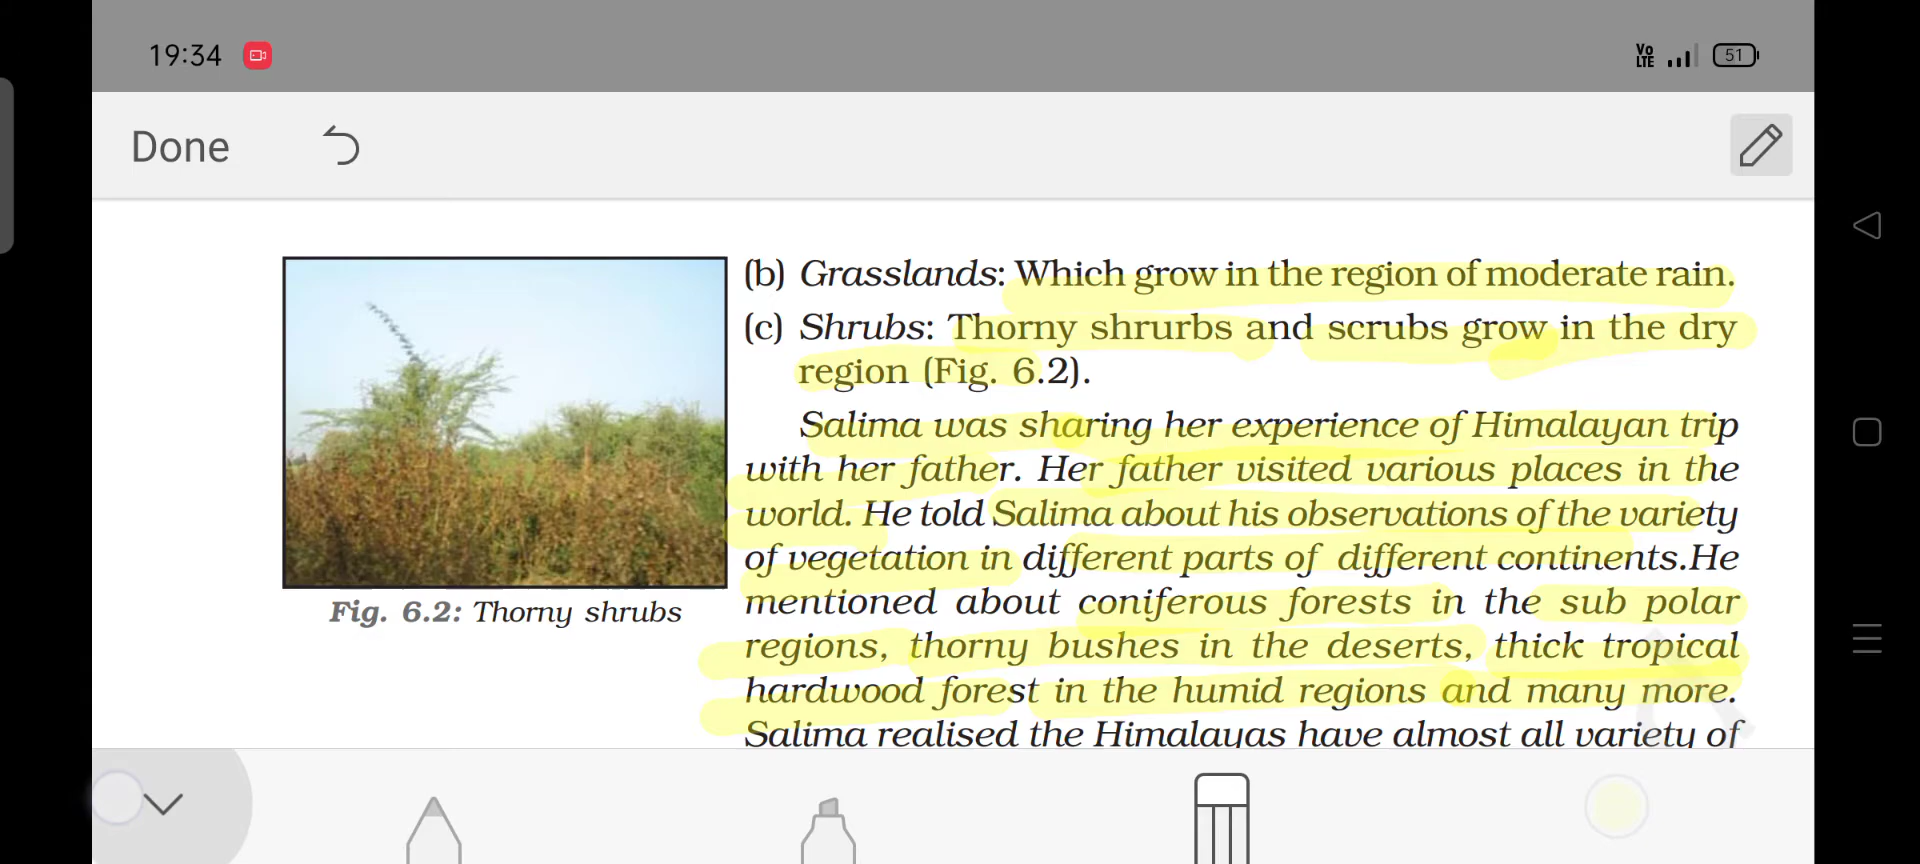 19:34
Vo
LTE
51
Done
(b) Grasslands: Which grow in the region of moderate rain.
(c) Shrubs: Thorny shrurbs and scrubs grow in the dry
region (Fig. 6.2).
Salima was sharing her experience of Himalayan trip
with her father. Her father visited various places in the
world. He told Salima about his observations of the variety
of vegetation in different parts of different continents.He
mentioned about coniferous forests in the sub polar
regions, thorny bushes in the deserts, thick tropical
hardwood forest in the humid regions and many more.
Salima realised the Himalayas have almost all variety of
Fig. 6.2: Thorny shrubs